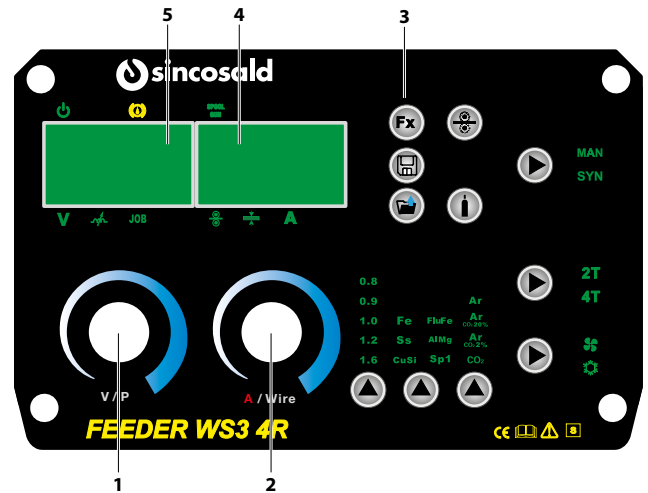 5 4 3
sincosald
SPOOL GUN
Fx
MAN
SYN
V JOB A
2T
4T
0.8
0.9 Ar
1.0 Fe FluFe Ar CO2 20%
1.2 Ss AlMg Ar CO2 2%
1.6 CuSi Sp1 CO2
V / P
A / Wire
FEEDER WS3 4R
CE S
1 2